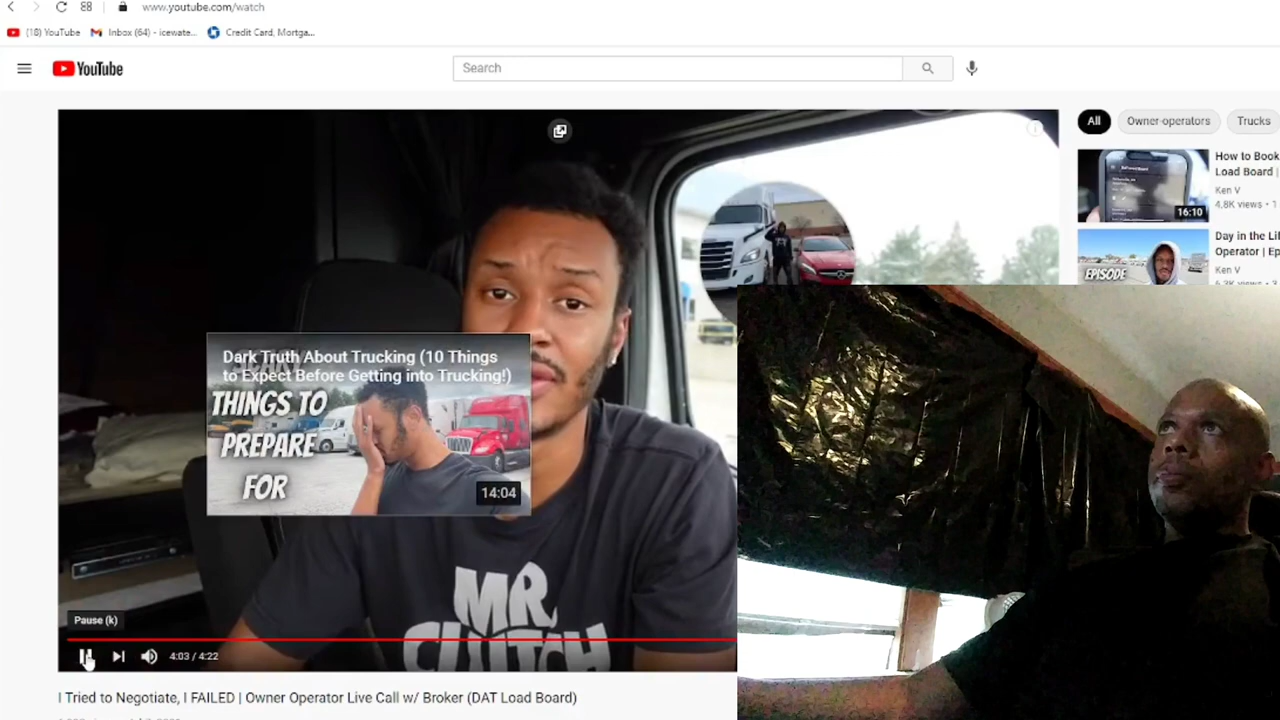 www.youtube.com/watch
(18) YouTube
Inbox (64) - icewate...
Credit Card, Mortga...
YouTube
Search
All
Owner-operators
Trucks
How to Book
Load Board |
Ken V
4.8K views • 1
16:10
Day in the Lif
Operator | Ep
Ken V
EPISODE
Dark Truth About Trucking (10 Things
to Expect Before Getting into Trucking!)
THINGS TO
PREPARE
FOR
14:04
MR.
CLUTCH
Pause (k)
4:03 / 4:22
I Tried to Negotiate, I FAILED | Owner Operator Live Call w/ Broker (DAT Load Board)